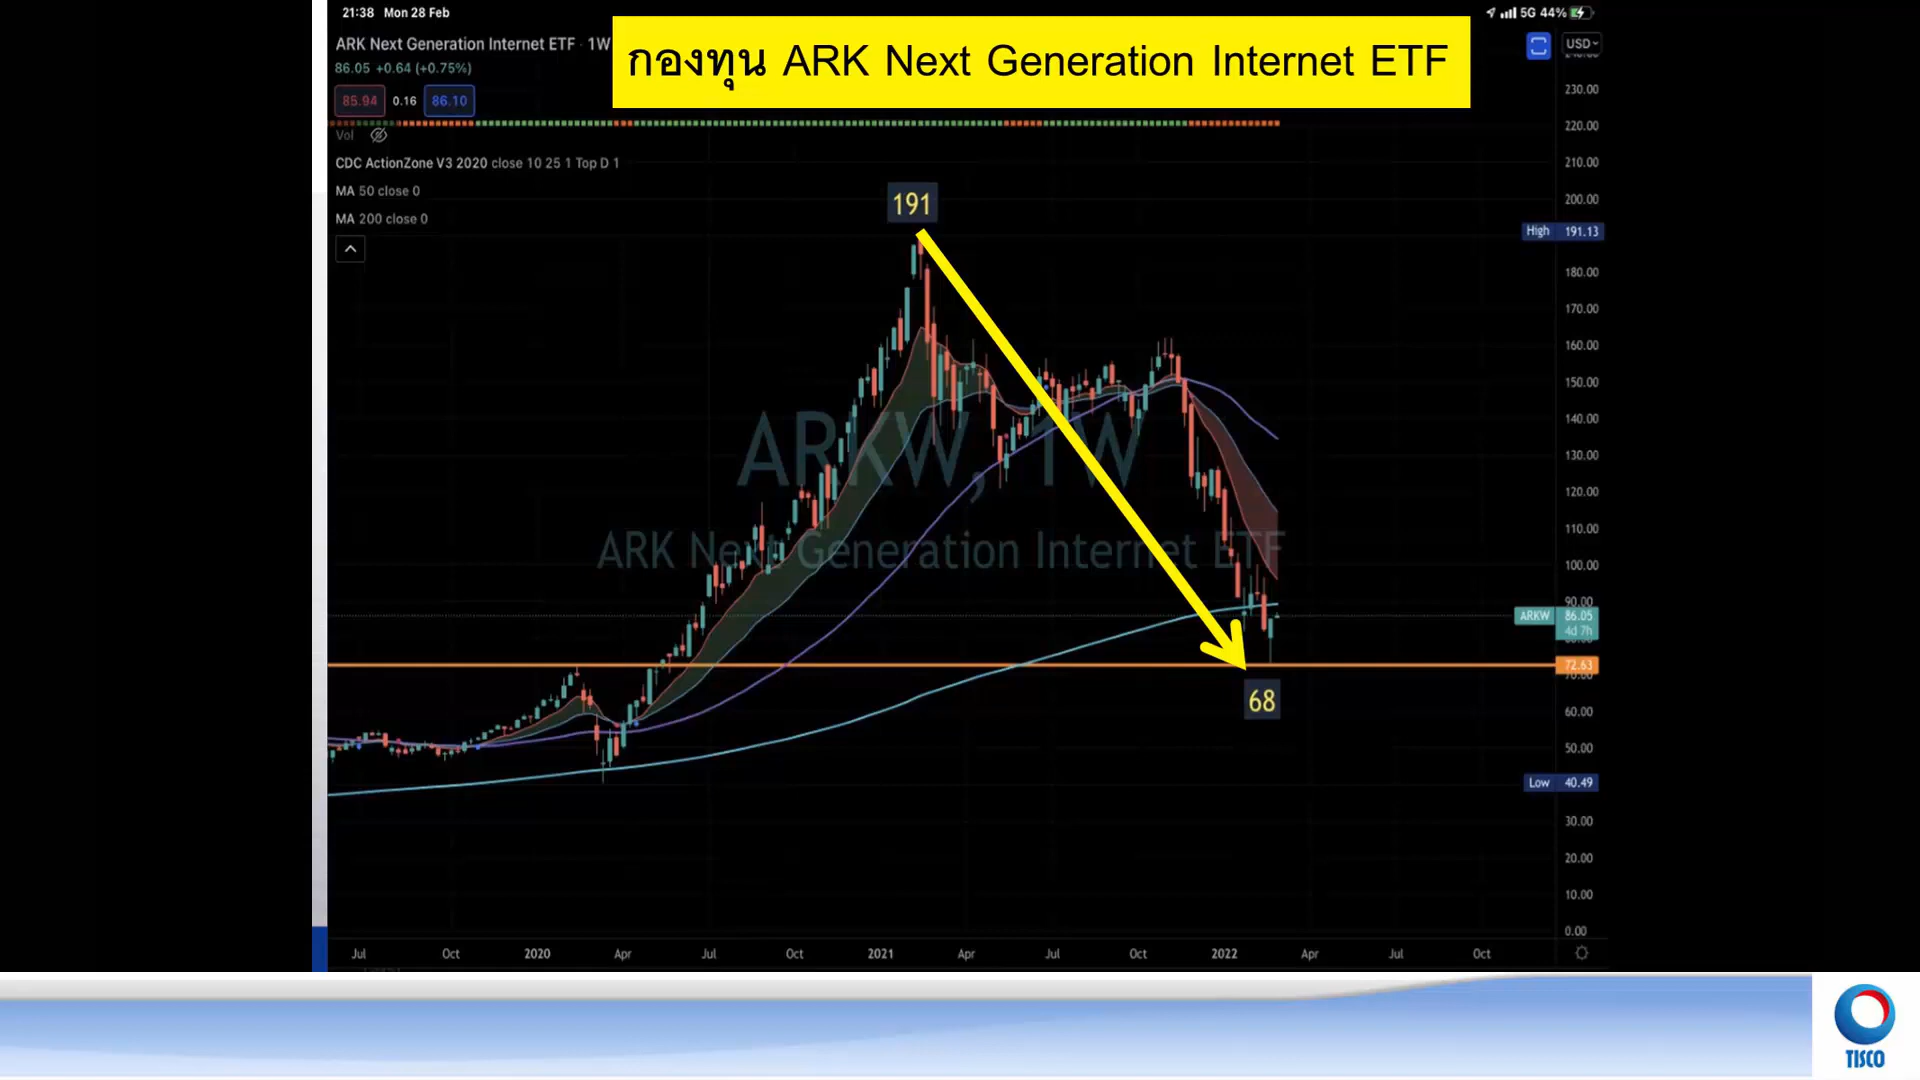 21:38 Mon 28 Feb
5G 44%
กองทุน ARK Next Generation Internet ETF
ARK Next Generation Internet ETF · 1W
USD
86.05 +0.64 (+0.75%)
85.94 0.16 86.10
Vol
CDC ActionZone V3 2020 close 10 25 1 Top D 1
MA 50 close 0
MA 200 close 0
191
ARKW, 1W
ARK Next Generation Internet ETF
68
230.00
220.00
210.00
200.00
High 191.13
180.00
170.00
160.00
150.00
140.00
130.00
120.00
110.00
100.00
90.00
ARKW 86.05
4d 7h
72.63
70.00
60.00
50.00
Low 40.49
30.00
20.00
10.00
0.00
Jul Oct 2020 Apr Jul Oct 2021 Apr Jul Oct 2022 Apr Jul Oct
TISCO